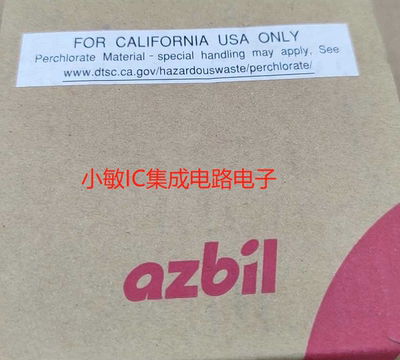 FOR CALIFORNIA USA ONLY
Perchlorate Material - special handling may apply, See
www.dtsc.ca.gov/hazardouswaste/perchlorate/
小敏IC集成电路电子
azbil